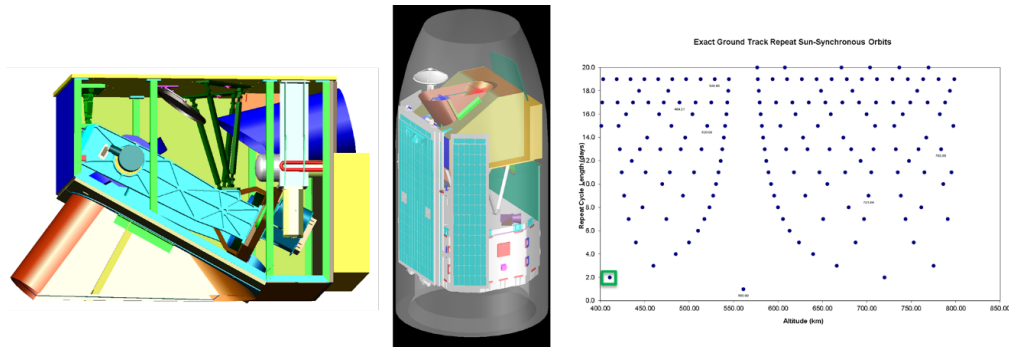 Exact Ground Track Repeat Sun-Synchronous Orbits
20.0
18.0
16.0
14.0
12.0
10.0
8.0
6.0
4.0
2.0
0.0
Repeat Cycle Length (days)
400.00 450.00 500.00 550.00 600.00 650.00 700.00 750.00 800.00 850.00
Altitude (km)